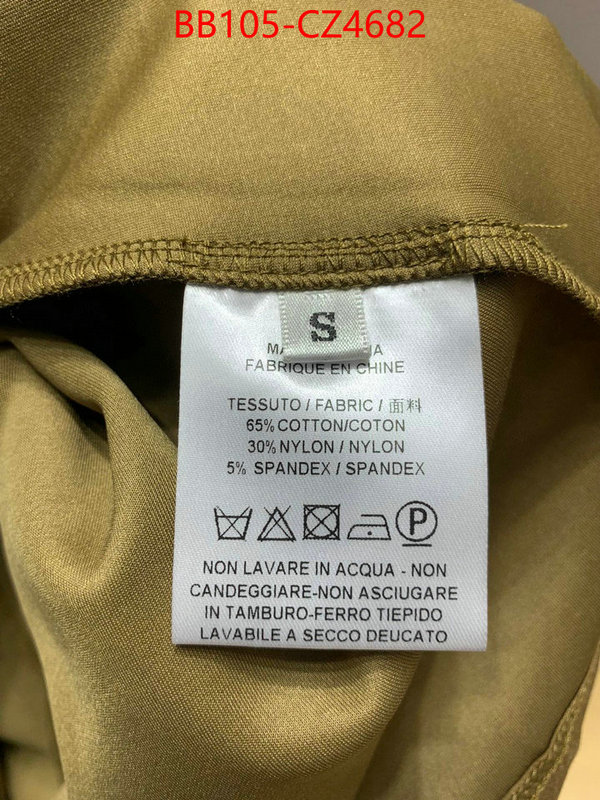 BB105-CZ4682
S
FABRIQUE EN CHINE
TESSUTO / FABRIC / 面料
65% COTTON/COTON
30% NYLON / NYLON
5% SPANDEX / SPANDEX
P
NON LAVARE IN ACQUA - NON
CANDEGGIARE-NON ASCIUGARE
IN TAMBURO-FERRO TIEPIDO
LAVABILE A SECCO DEUCATO